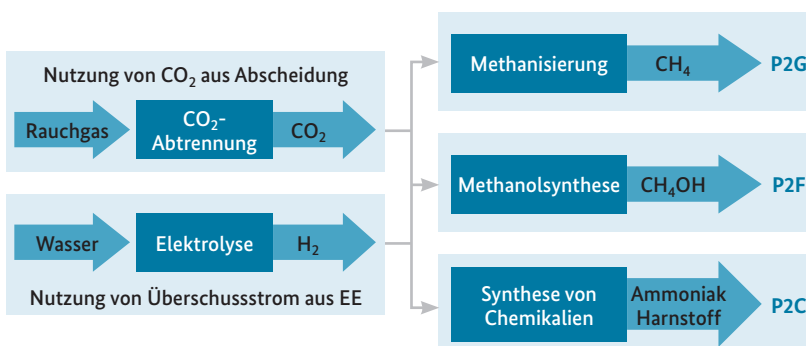 Nutzung von CO₂ aus Abscheidung
Rauchgas
CO₂-
Abtrennung
CO₂
Wasser
Elektrolyse
H₂
Nutzung von Überschussstrom aus EE
Methanisierung
CH₄
P2G
Methanolsynthese
CH₄OH
P2F
Synthese von
Chemikalien
Ammoniak
Harnstoff
P2C